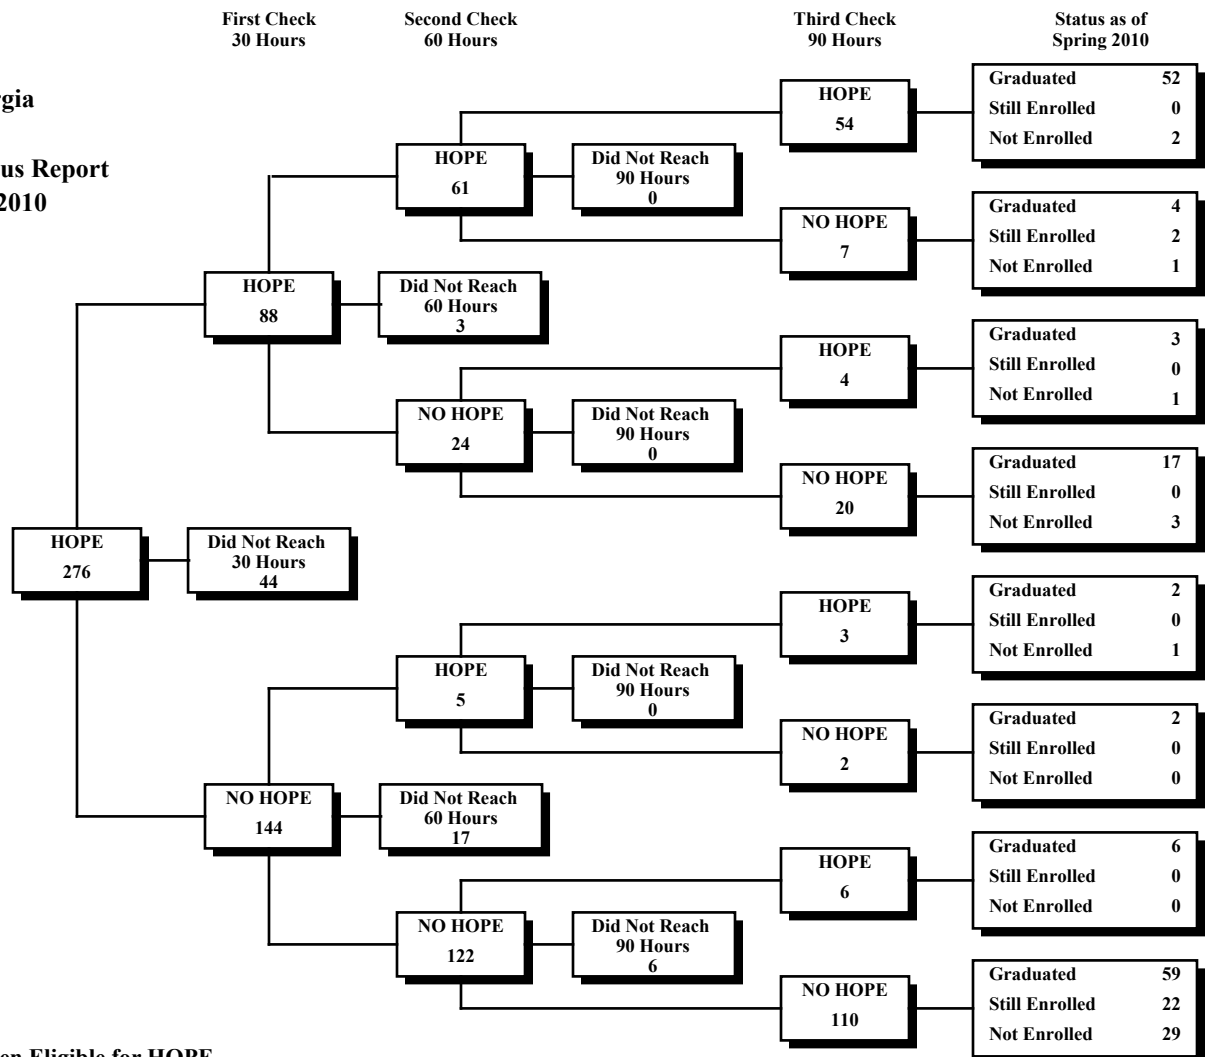 First Check
30 Hours
Second Check
60 Hours
Third Check
90 Hours
Status as of
Spring 2010
rgia
us Report
2010
HOPE
276
Did Not Reach
30 Hours
44
HOPE
88
Did Not Reach
60 Hours
3
NO HOPE
144
Did Not Reach
60 Hours
17
HOPE
61
Did Not Reach
90 Hours
0
NO HOPE
24
Did Not Reach
90 Hours
0
HOPE
5
Did Not Reach
90 Hours
0
NO HOPE
122
Did Not Reach
90 Hours
6
HOPE
54
Graduated 52
Still Enrolled 0
Not Enrolled 2
NO HOPE
7
Graduated 4
Still Enrolled 2
Not Enrolled 1
HOPE
4
Graduated 3
Still Enrolled 0
Not Enrolled 1
NO HOPE
20
Graduated 17
Still Enrolled 0
Not Enrolled 3
HOPE
3
Graduated 2
Still Enrolled 0
Not Enrolled 1
NO HOPE
2
Graduated 2
Still Enrolled 0
Not Enrolled 0
HOPE
6
Graduated 6
Still Enrolled 0
Not Enrolled 0
NO HOPE
110
Graduated 59
Still Enrolled 22
Not Enrolled 29
en Eligible for HOPE